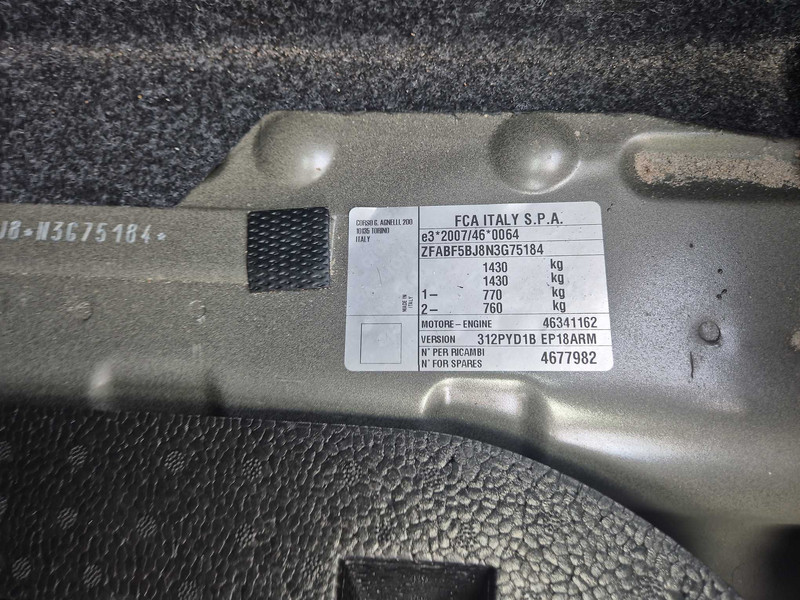 J8*N3G75184*
CORSO G. AGNELLI, 200
10135 TORINO
ITALY
MADE IN
ITALY
FCA ITALY S.P.A.
e3*2007/46*0064
ZFABF5BJ8N3G75184
1430 kg
1430 kg
1– 770 kg
2– 760 kg
MOTORE – ENGINE 46341162
VERSION 312PYD1B EP18ARM
N° PER RICAMBI
N° FOR SPARES 4677982